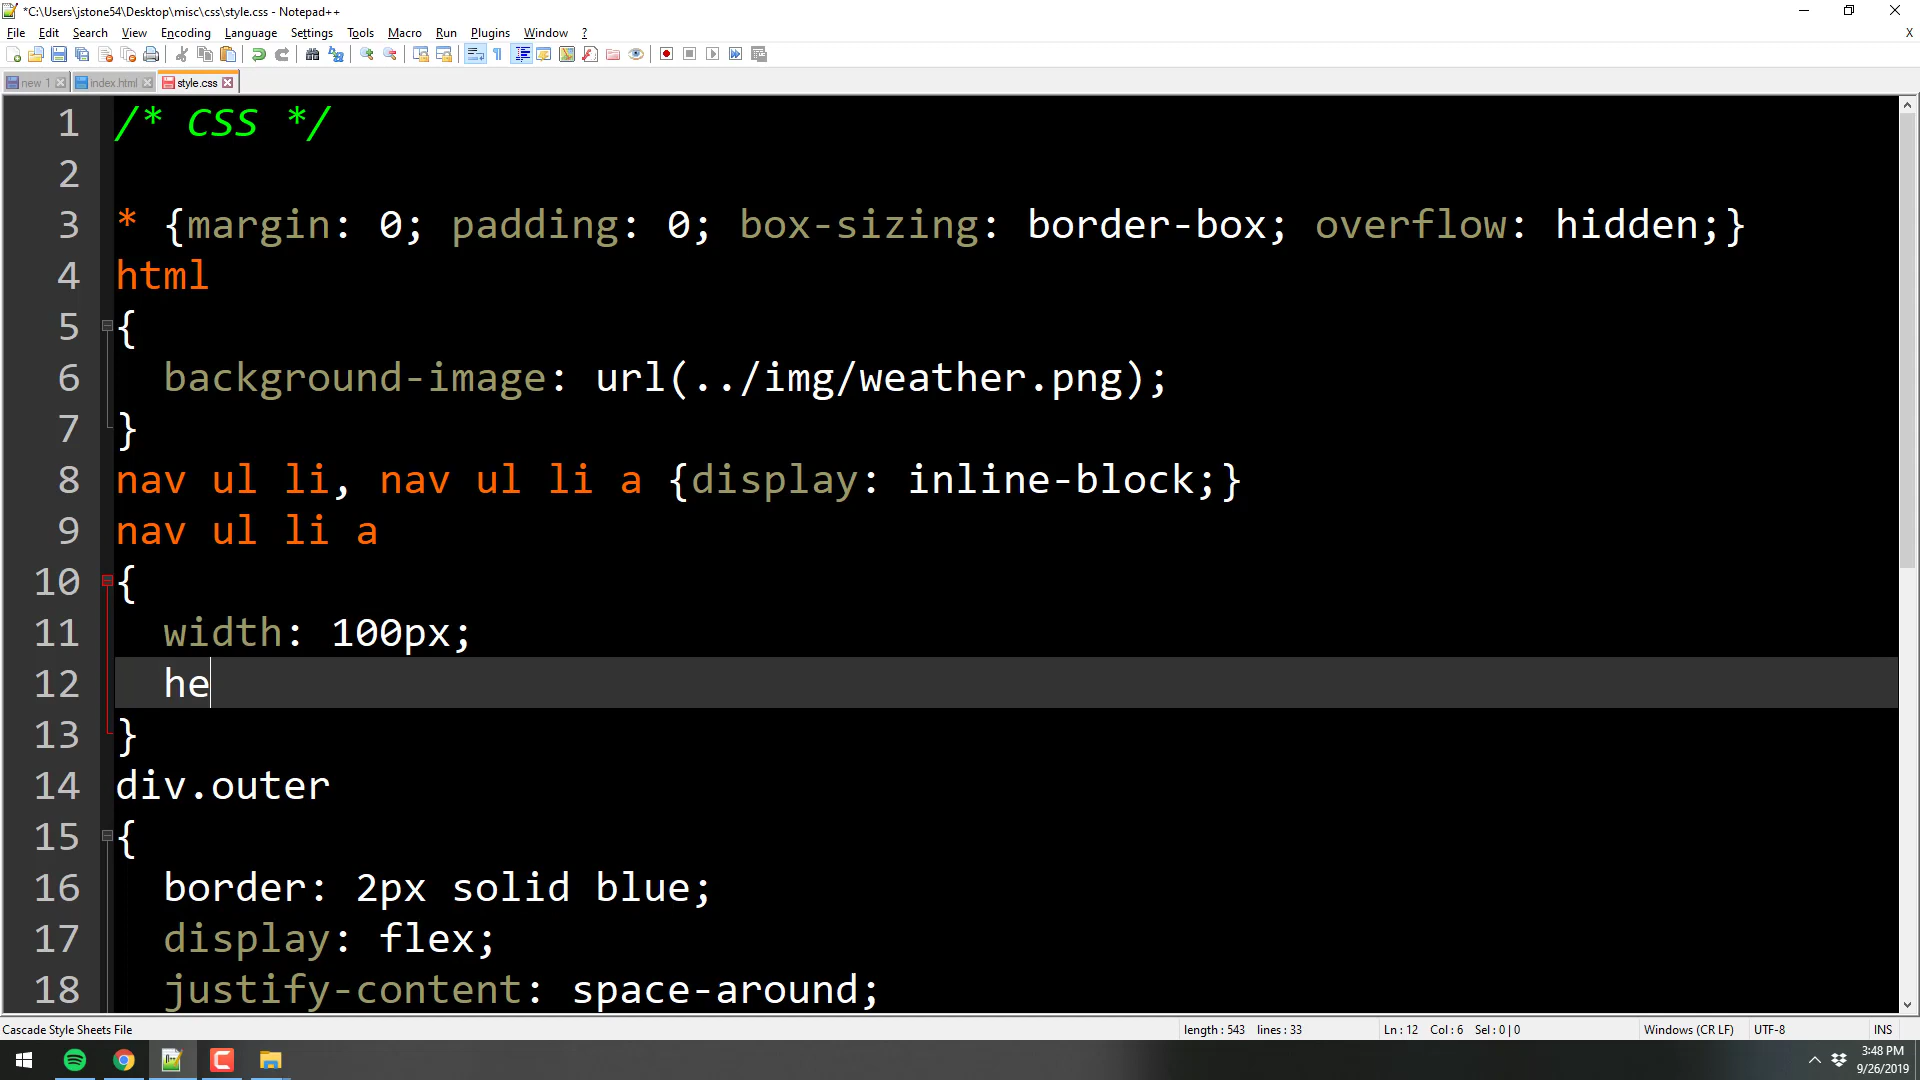 *C:\Users\jstone54\Desktop\misc\css\style.css - Notepad++
File Edit Search View Encoding Language Settings Tools Macro Run Plugins Window ? X
new 1 index.html style.css
1 /* CSS */
2
3 * {margin: 0; padding: 0; box-sizing: border-box; overflow: hidden;}
4 html
5 {
6 background-image: url(../img/weather.png);
7 }
8 nav ul li, nav ul li a {display: inline-block;}
9 nav ul li a
10 {
11 width: 100px;
12 he
13 }
14 div.outer
15 {
16 border: 2px solid blue;
17 display: flex;
18 justify-content: space-around;
Cascade Style Sheets File length : 543 lines : 33 Ln : 12 Col : 6 Sel : 0 | 0 Windows (CR LF) UTF-8 INS
3:48 PM
9/26/2019